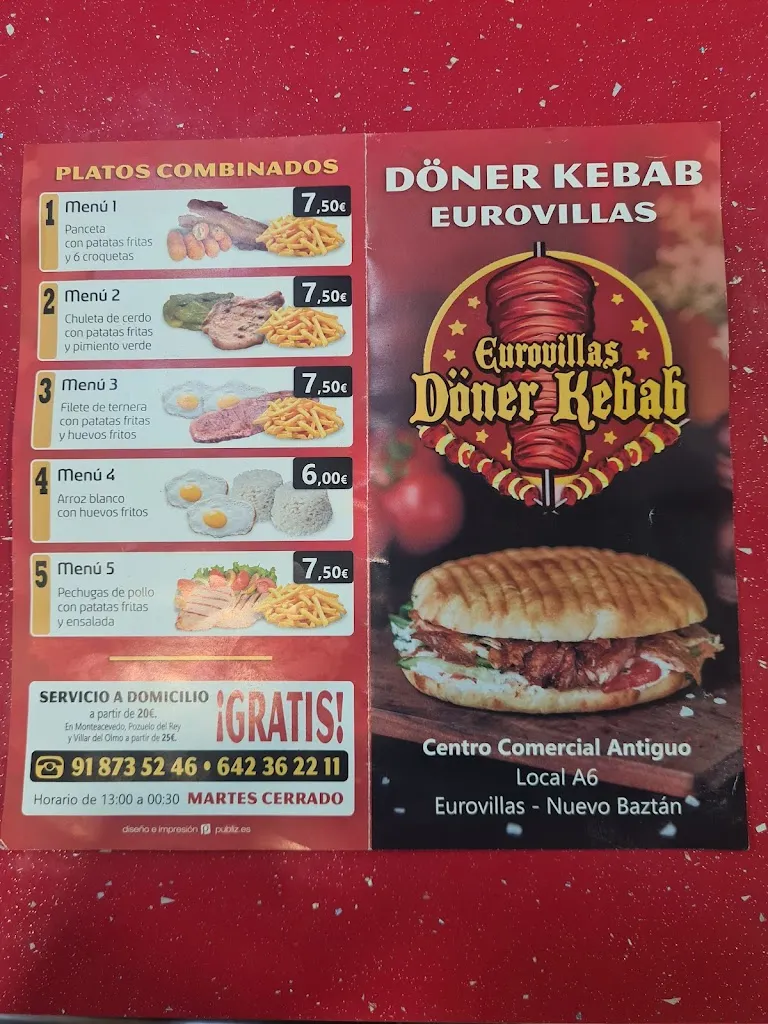 PLATOS COMBINADOS
1
Menú 1
7,50€
Panceta
con patatas fritas
y 6 croquetas
2
Menú 2
7,50€
Chuleta de cerdo
con patatas fritas
y pimiento verde
3
Menú 3
7,50€
Filete de ternera
con patatas fritas
y huevos fritos
4
Menú 4
6,00€
Arroz blanco
con huevos fritos
5
Menú 5
7,50€
Pechugas de pollo
con patatas fritas
y ensalada
SERVICIO A DOMICILIO
a partir de 20€.
En Monteacevedo, Pozuelo del Rey
y Villar del Olmo a partir de 25€.
¡GRATIS!
91 873 52 46 • 642 36 22 11
Horario de 13:00 a 00:30 MARTES CERRADO
diseño e impresión publiz.es
DÖNER KEBAB
EUROVILLAS
Eurovillas
Döner Kebab
Centro Comercial Antiguo
Local A6
Eurovillas - Nuevo Baztán